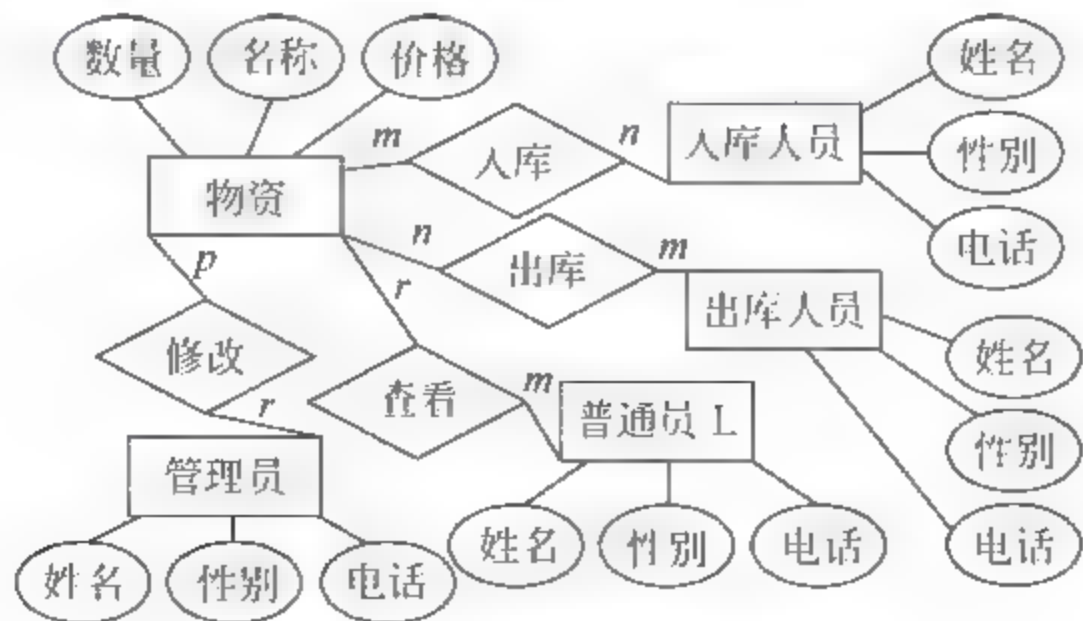 数量
名称
价格
姓名
m
入库
n
入库人员
性别
物资
电话
n
出库
m
出库人员
p
r
修改
姓名
查看
m
普通员 L
r
性别
管理员
姓名
性别
电话
电话
姓名
性别
电话